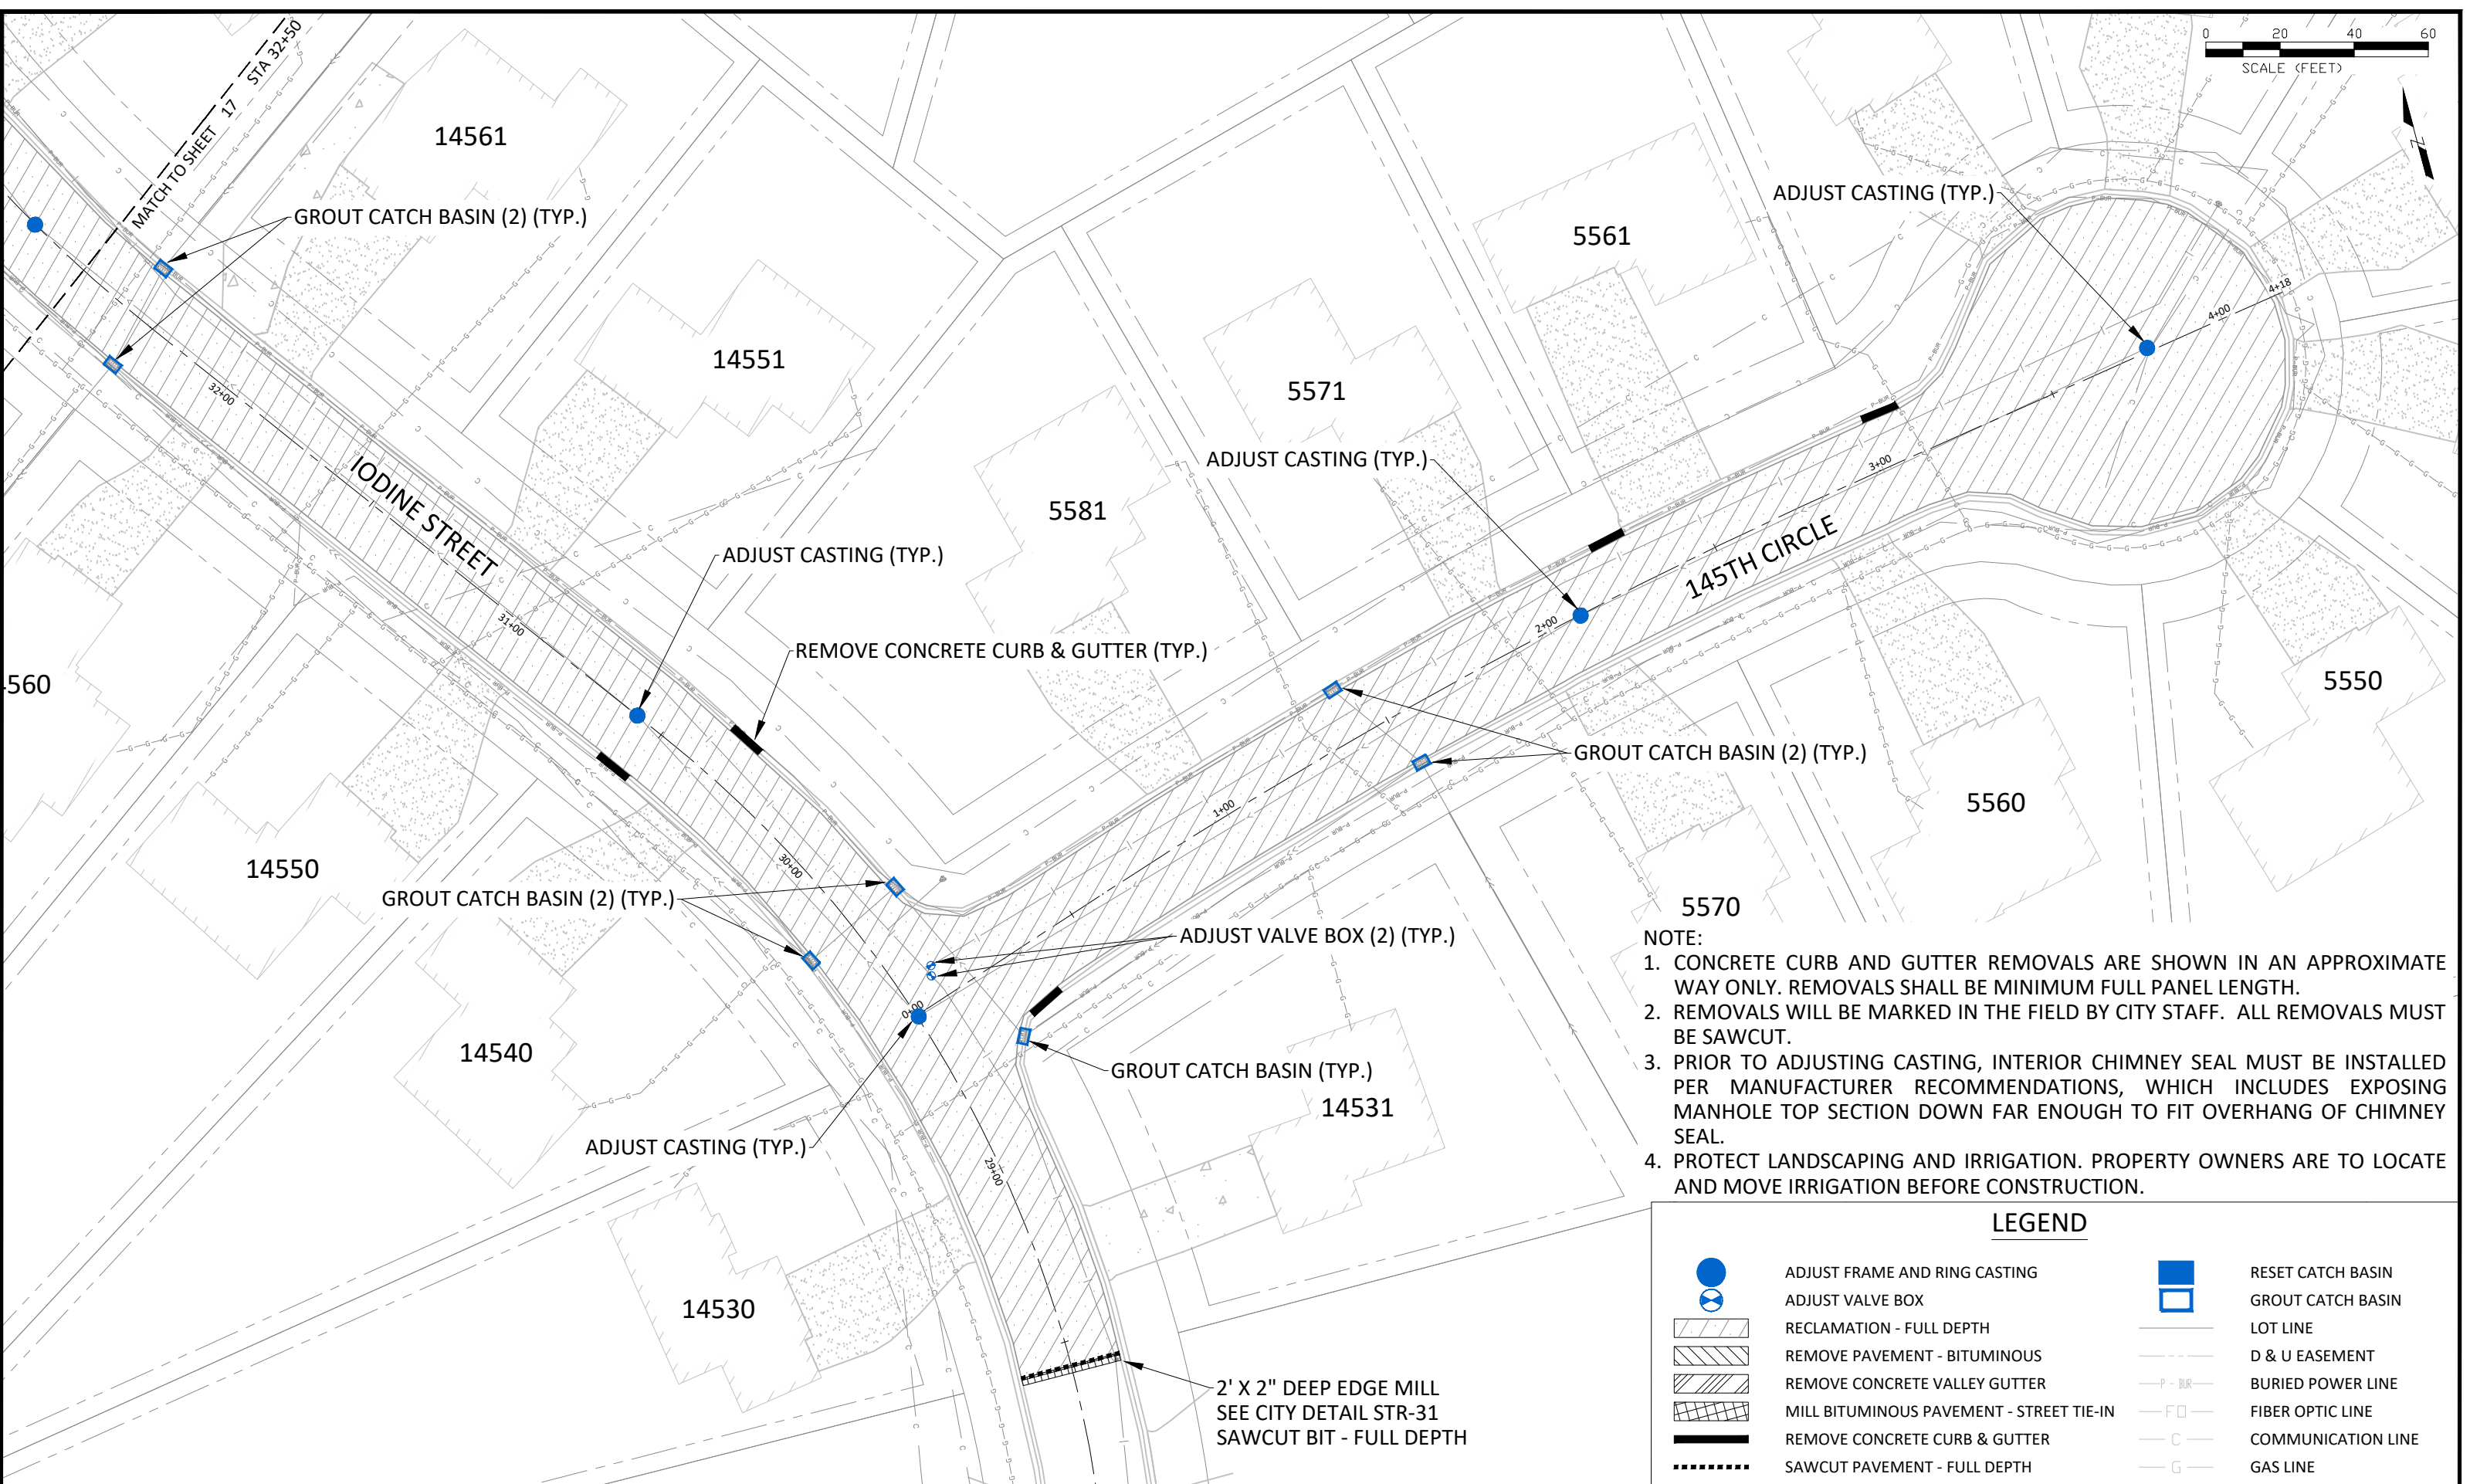 0 20 40 60
SCALE (FEET)
N
STA 32+50
MATCH TO SHEET 17
14561
GROUT CATCH BASIN (2) (TYP.)
ADJUST CASTING (TYP.)
5561
4+18
4+00
14551
5571
32+00
IODINE STREET
ADJUST CASTING (TYP.)
3+00
5581
145TH CIRCLE
ADJUST CASTING (TYP.)
31+00
2+00
REMOVE CONCRETE CURB & GUTTER (TYP.)
560
5550
GROUT CATCH BASIN (2) (TYP.)
1+00
5560
14550
30+00
GROUT CATCH BASIN (2) (TYP.)
5570
ADJUST VALVE BOX (2) (TYP.)
0+00
14540
GROUT CATCH BASIN (TYP.)
14531
ADJUST CASTING (TYP.)
29+00
14530
2' X 2" DEEP EDGE MILL
SEE CITY DETAIL STR-31
SAWCUT BIT - FULL DEPTH
NOTE:
1. CONCRETE CURB AND GUTTER REMOVALS ARE SHOWN IN AN APPROXIMATE
WAY ONLY. REMOVALS SHALL BE MINIMUM FULL PANEL LENGTH.
2. REMOVALS WILL BE MARKED IN THE FIELD BY CITY STAFF. ALL REMOVALS MUST
BE SAWCUT.
3. PRIOR TO ADJUSTING CASTING, INTERIOR CHIMNEY SEAL MUST BE INSTALLED
PER MANUFACTURER RECOMMENDATIONS, WHICH INCLUDES EXPOSING
MANHOLE TOP SECTION DOWN FAR ENOUGH TO FIT OVERHANG OF CHIMNEY
SEAL.
4. PROTECT LANDSCAPING AND IRRIGATION. PROPERTY OWNERS ARE TO LOCATE
AND MOVE IRRIGATION BEFORE CONSTRUCTION.
LEGEND
ADJUST FRAME AND RING CASTING
ADJUST VALVE BOX
RECLAMATION - FULL DEPTH
REMOVE PAVEMENT - BITUMINOUS
REMOVE CONCRETE VALLEY GUTTER
MILL BITUMINOUS PAVEMENT - STREET TIE-IN
REMOVE CONCRETE CURB & GUTTER
SAWCUT PAVEMENT - FULL DEPTH
RESET CATCH BASIN
GROUT CATCH BASIN
LOT LINE
D & U EASEMENT
P - BUR BURIED POWER LINE
FO FIBER OPTIC LINE
C COMMUNICATION LINE
G GAS LINE